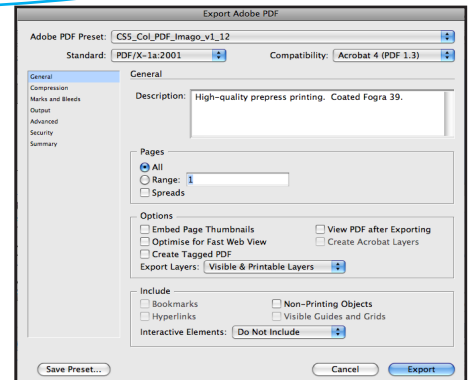 Export Adobe PDF
Adobe PDF Preset: CS5_Col_PDF_Imago_v1_12
Standard: PDF/X-1a:2001 Compatibility: Acrobat 4 (PDF 1.3)
General
Compression
Marks and Bleeds
Output
Advanced
Security
Summary
General
Description: High-quality prepress printing. Coated Fogra 39.
Pages
All
Range: 1
Spreads
Options
Embed Page Thumbnails View PDF after Exporting
Optimise for Fast Web View Create Acrobat Layers
Create Tagged PDF
Export Layers: Visible & Printable Layers
Include
Bookmarks Non-Printing Objects
Hyperlinks Visible Guides and Grids
Interactive Elements: Do Not Include
Save Preset... Cancel Export